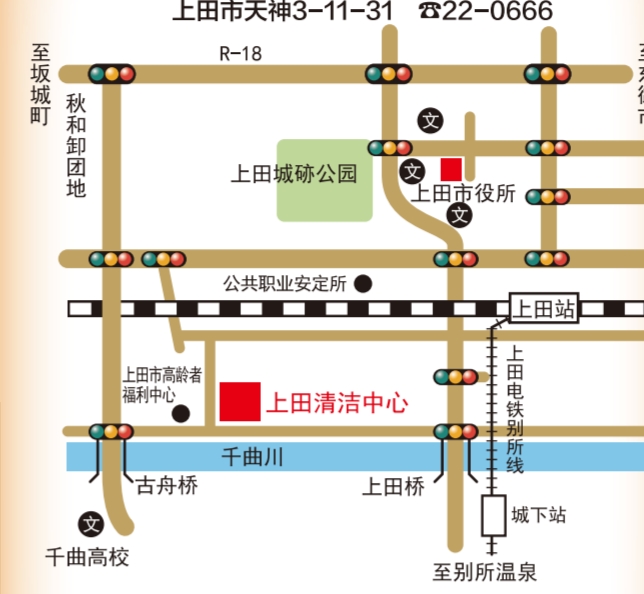 上田市天神3-11-31 ☎22-0666
R-18
至坂城町
秋和卸团地
文
上田城硛公园
文
上田市役所
文
公共职业安定所
上田站
上田市高龄者
福利中心
上田清洁中心
上田电铁别所线
千曲川
古舟桥
上田桥
文
城下站
千曲高校
至别所温泉